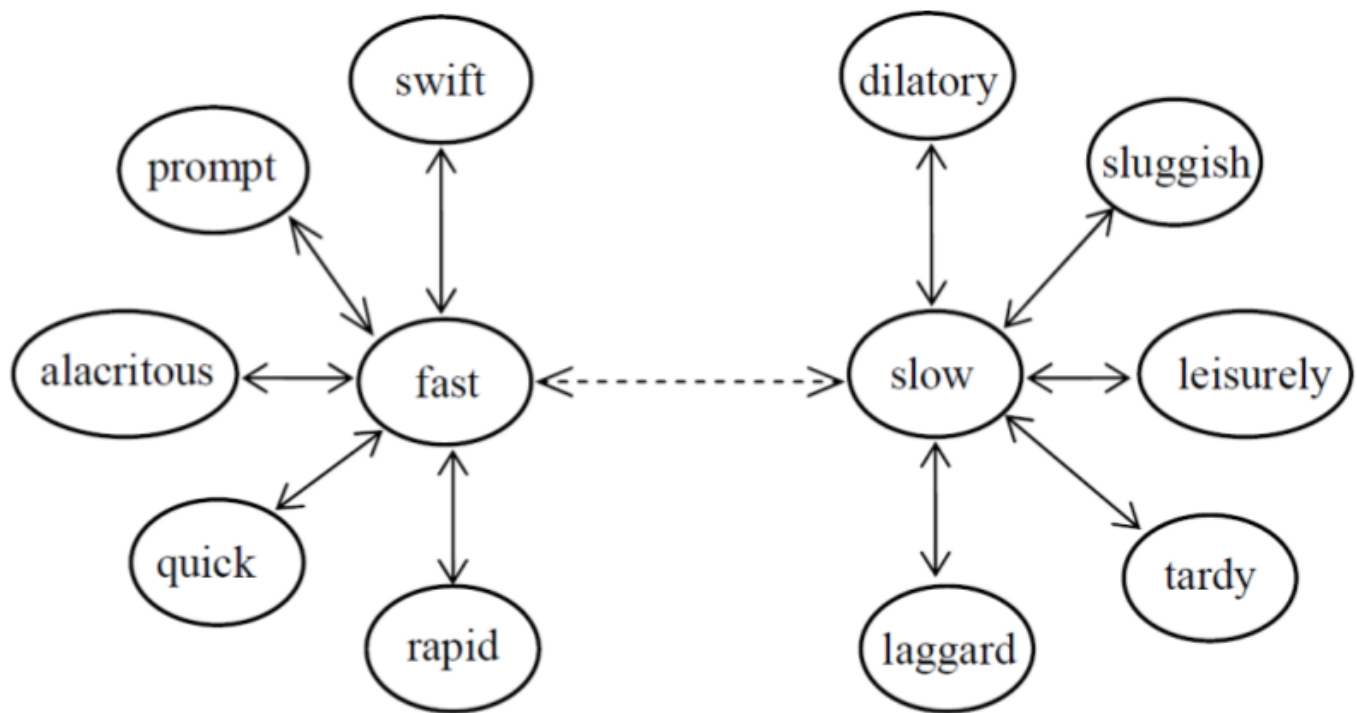 swift
dilatory
prompt
sluggish
alacritous
fast
slow
leisurely
quick
tardy
rapid
laggard